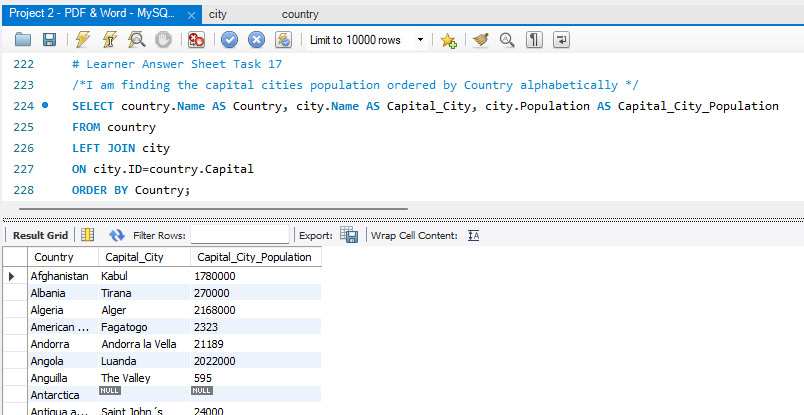 Project 2 - PDF & Word - MySQ... × city country
Limit to 10000 rows
222 # Learner Answer Sheet Task 17
223 /*I am finding the capital cities population ordered by Country alphabetically */
224 SELECT country.Name AS Country, city.Name AS Capital_City, city.Population AS Capital_City_Population
225 FROM country
226 LEFT JOIN city
227 ON city.ID=country.Capital
228 ORDER BY Country;
Result Grid Filter Rows: Export: Wrap Cell Content: IA
Country Capital_City Capital_City_Population
Afghanistan Kabul 1780000
Albania Tirana 270000
Algeria Alger 2168000
American ... Fagatogo 2323
Andorra Andorra la Vella 21189
Angola Luanda 2022000
Anguilla The Valley 595
Antarctica NULL NULL
Antigua a... Saint John´s 24000